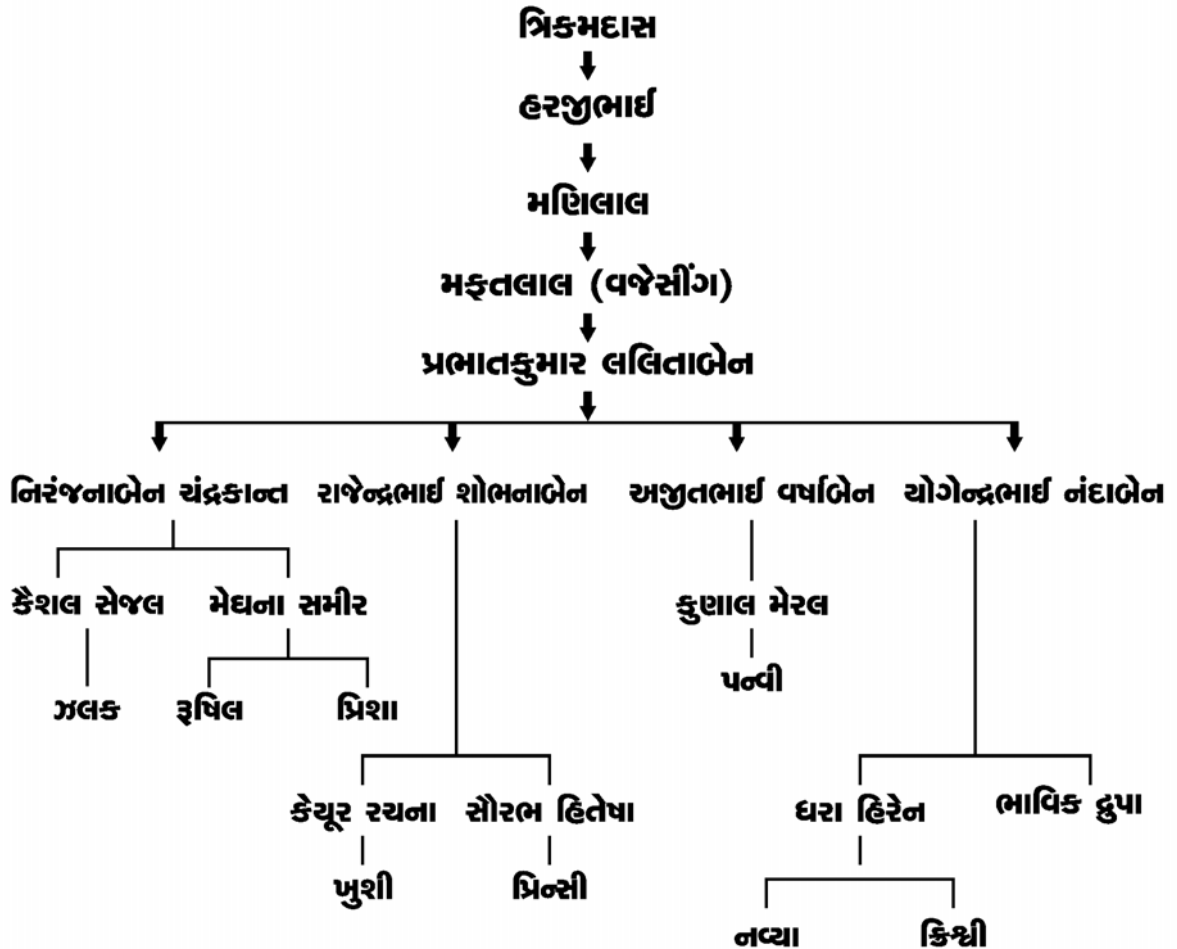 ત્રિકમદાસ
હરજીભાઈ
મણિલાલ
મફતલાલ (વજેસીંગ)
પ્રભાતકુમાર લલિતાબેન
નિરંજનાબેન ચંદ્રકાન્ત રાજેન્દ્રભાઈ શોભનાબેન અજીતભાઈ વર્ષાબેન યોગેન્દ્રભાઈ નંદાબેન
કૈશલ સેજલ મેઘના સમીર કુણાલ મેરલ
પન્વી
ઝલક રૂષિલ પ્રિશા
કેયૂર રચના સૌરભ હિતેષા ધરા હિરેન ભાવિક દ્રુપા
ખુશી પ્રિન્સી
નવ્યા ક્રિશ્વી